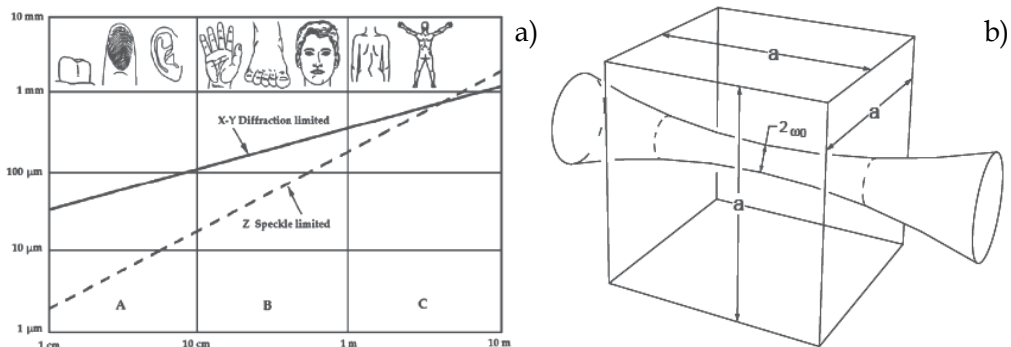 10 mm
a)
b)
a
1 mm
X-Y Diffraction limited
a
2ω0
100 μm
a
Z Speckle limited
10 μm
A
B
C
1 μm
1 cm
10 cm
1 m
10 m